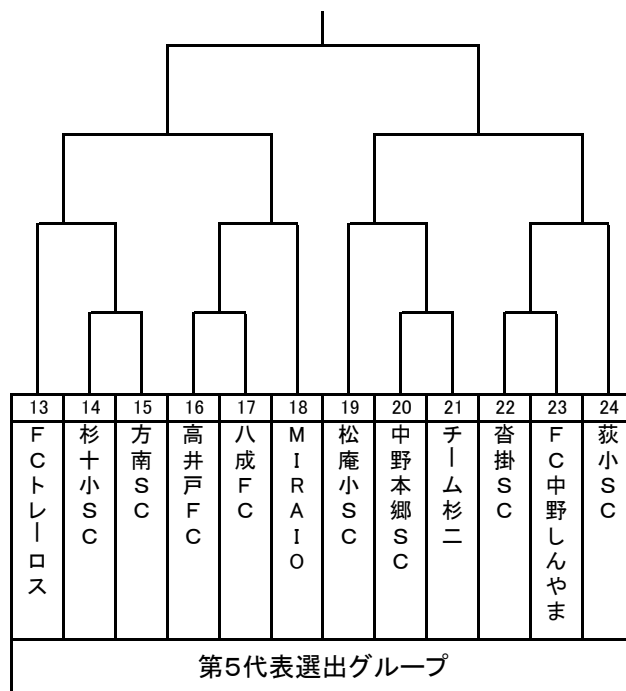 13 14 15 16 17 18 19 20 21 22 23 24
FCトレーロス
杉十小SC
方南SC
高井戸FC
八成FC
MIRAIO
松庵小SC
中野本郷SC
チーム杉二
沓掛SC
FC中野しんやま
荻小SC
第5代表選出グループ